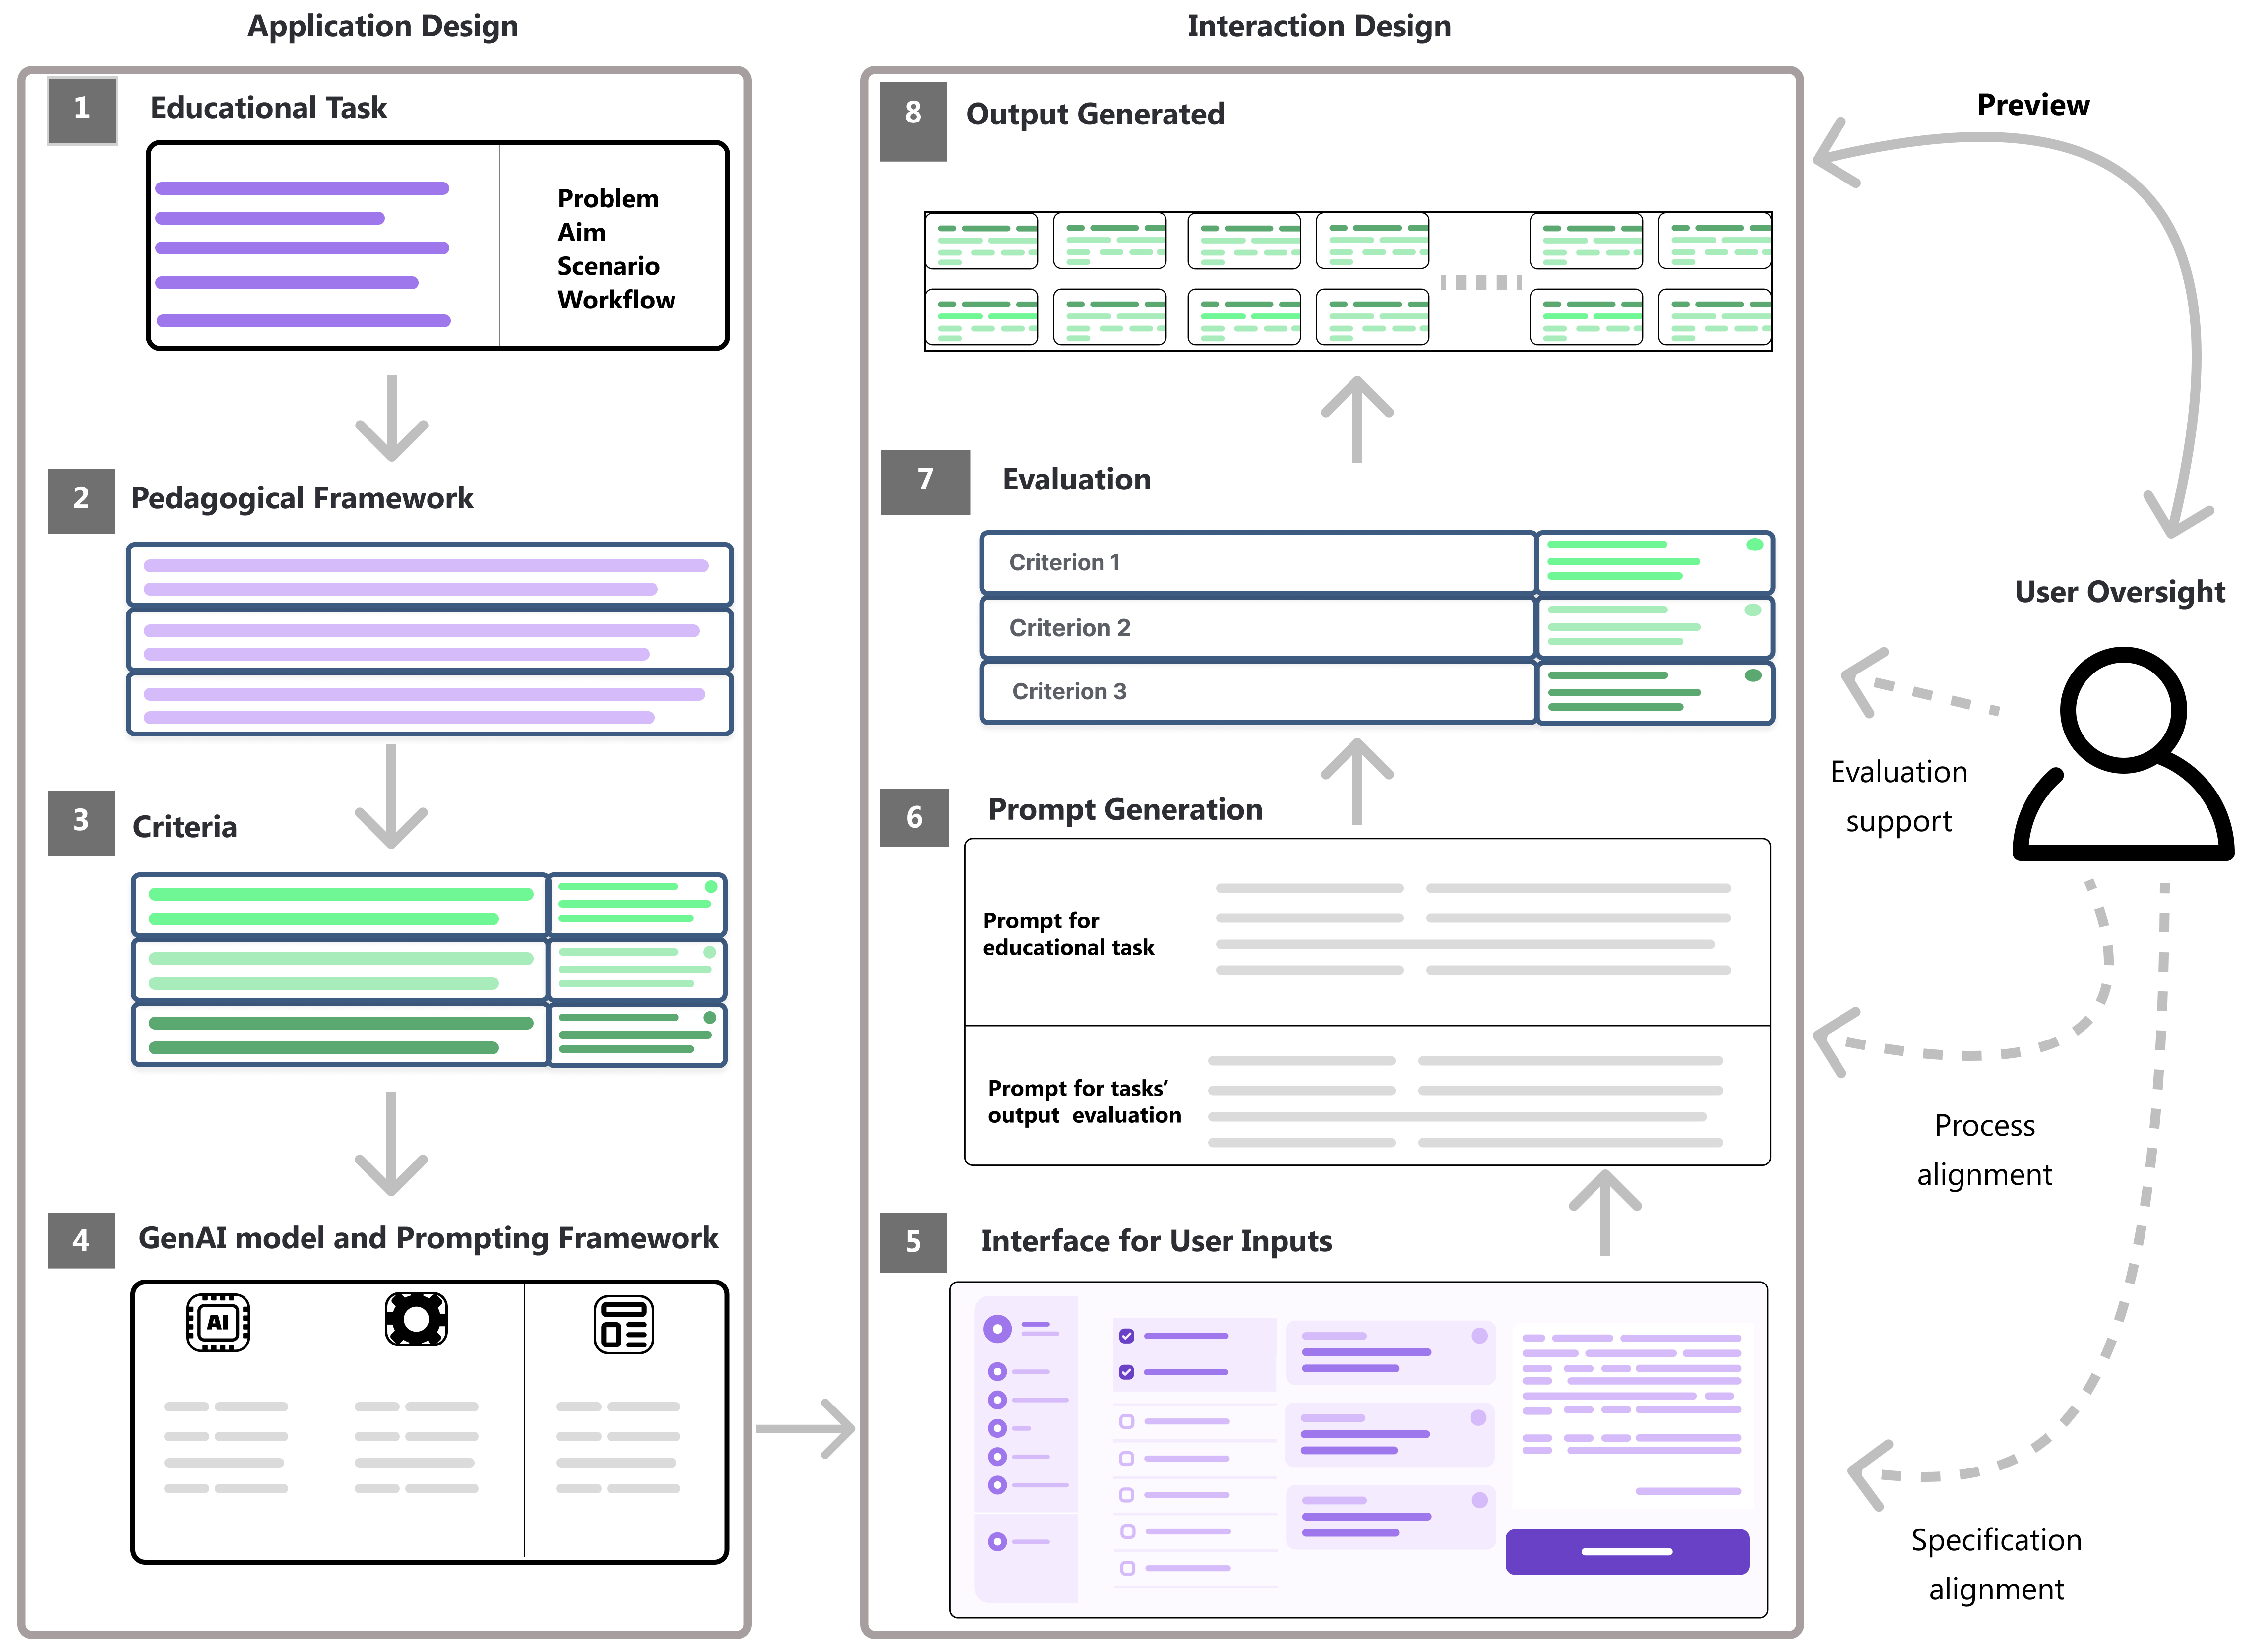 Application Design
1
Educational Task
Problem
Aim
Scenario
Workflow
2
Pedagogical Framework
3
Criteria
4
GenAI model and Prompting Framework
AI
Interaction Design
8
Output Generated
7
Evaluation
Criterion 1
Criterion 2
Criterion 3
6
Prompt Generation
Prompt for
educational task
Prompt for tasks’
output evaluation
5
Interface for User Inputs
Preview
User Oversight
Evaluation
support
Process
alignment
Specification
alignment